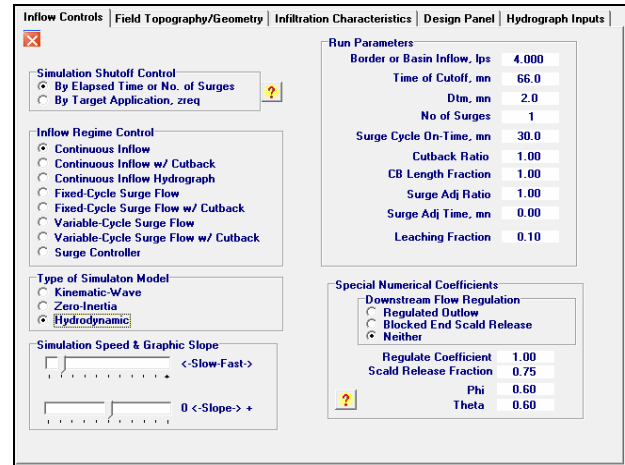 Inflow Controls | Field Topography/Geometry | Infiltration Characteristics | Design Panel | Hydrograph Inputs |
Simulation Shutoff Control
By Elapsed Time or No. of Surges
By Target Application, zreq
?
Inflow Regime Control
Continuous Inflow
Continuous Inflow w/ Cutback
Continuous Inflow Hydrograph
Fixed-Cycle Surge Flow
Fixed-Cycle Surge Flow w/ Cutback
Variable-Cycle Surge Flow
Variable-Cycle Surge Flow w/ Cutback
Surge Controller
Type of Simulaton Model
Kinematic-Wave
Zero-Inertia
Hydrodynamic
Simulation Speed & Graphic Slope
<-Slow-Fast->
0 <-Slope-> +
Run Parameters
Border or Basin Inflow, lps 4.000
Time of Cutoff, mn 66.0
Dtm, mn 2.0
No of Surges 1
Surge Cycle On-Time, mn 30.0
Cutback Ratio 1.00
CB Length Fraction 1.00
Surge Adj Ratio 1.00
Surge Adj Time, mn 0.00
Leaching Fraction 0.10
Special Numerical Coefficients
Downstream Flow Regulation
Regulated Outlow
Blocked End Scald Release
Neither
Regulate Coefficient 1.00
Scald Release Fraction 0.75
Phi 0.60
Theta 0.60
?